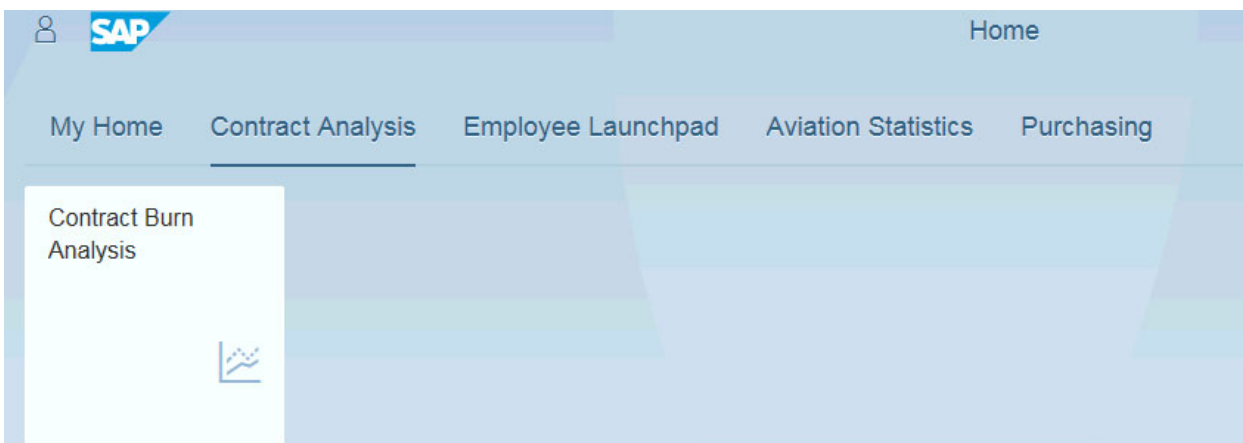 SAP Home
My Home Contract Analysis Employee Launchpad Aviation Statistics Purchasing
Contract Burn
Analysis